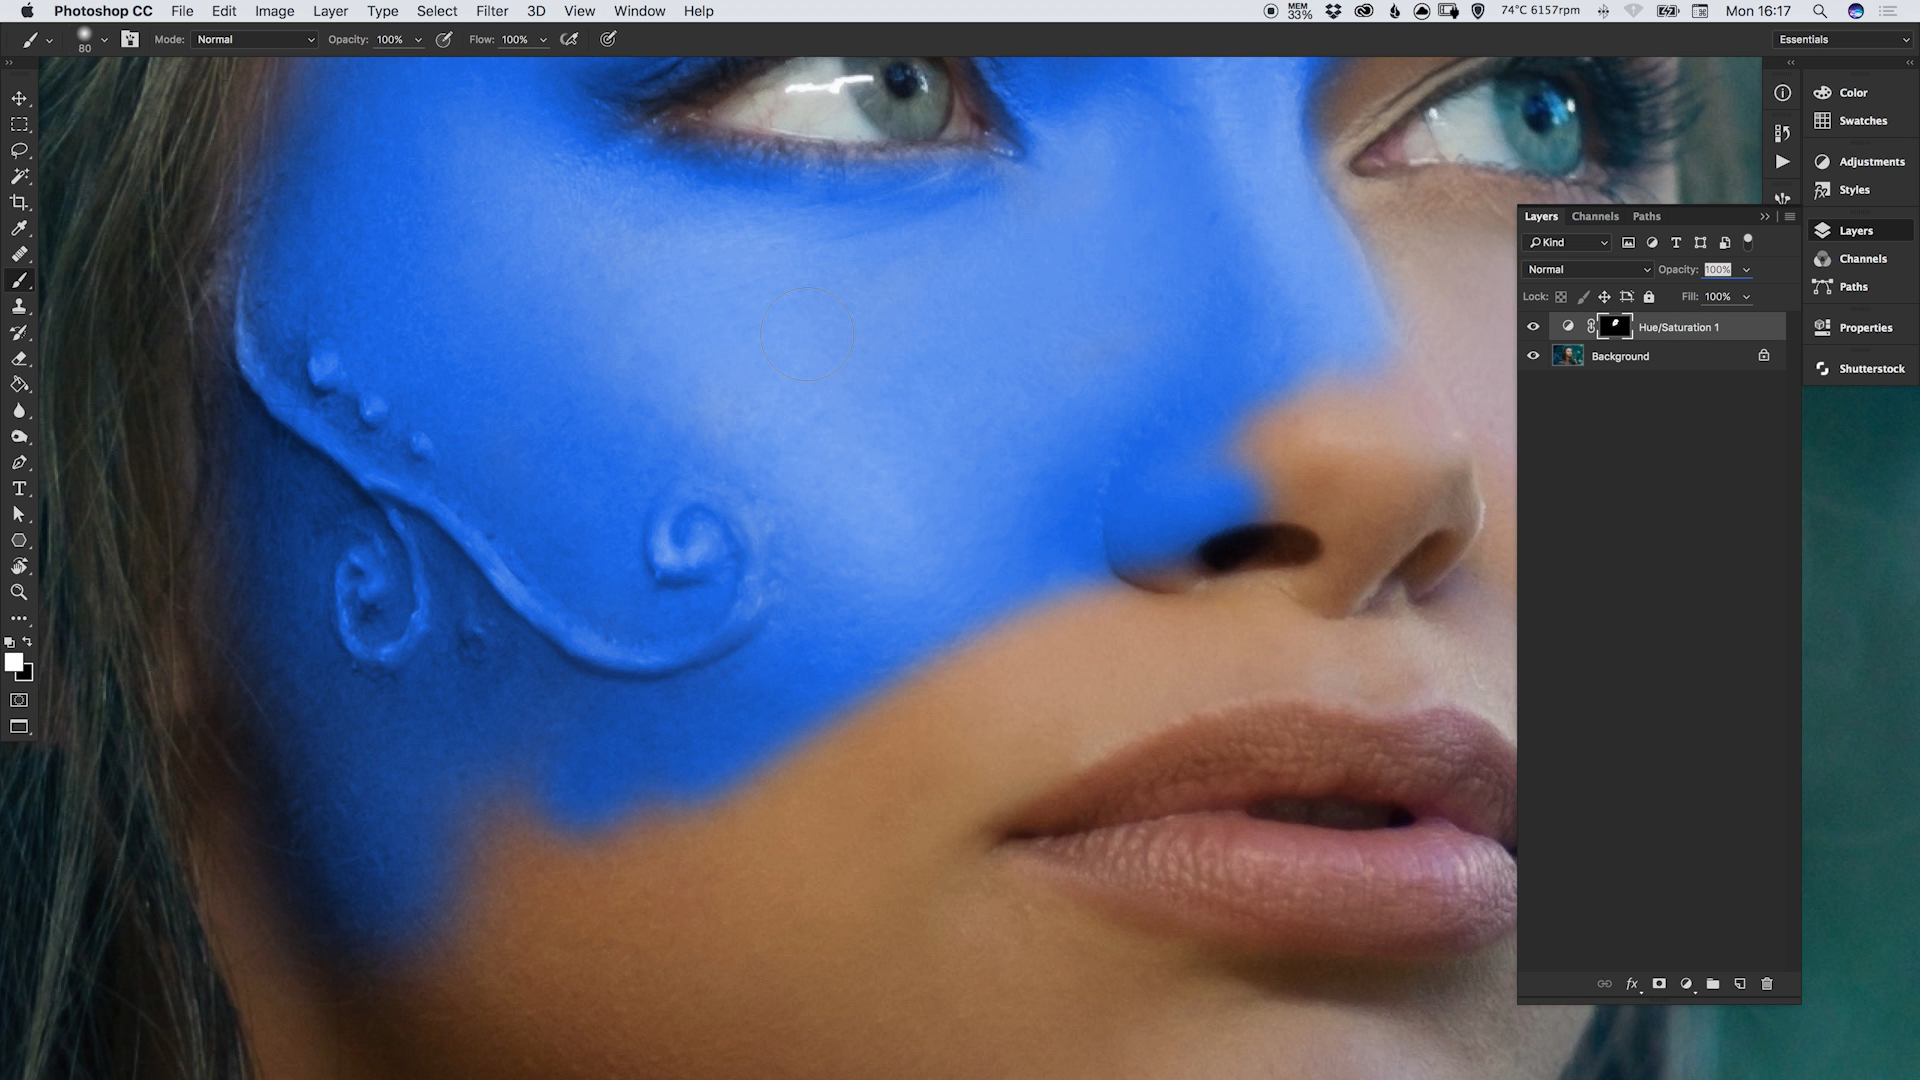 Photoshop CC File Edit Image Layer Type Select Filter 3D View Window Help MEM 33% 74°C 6157rpm Mon 16:17
80 Mode: Normal Opacity: 100% Flow: 100% Essentials
Color
Swatches
Adjustments
Styles
Layers
Channels
Paths
Properties
Shutterstock
Layers Channels Paths
Kind
Normal Opacity: 100%
Lock: Fill: 100%
Hue/Saturation 1
Background
fx